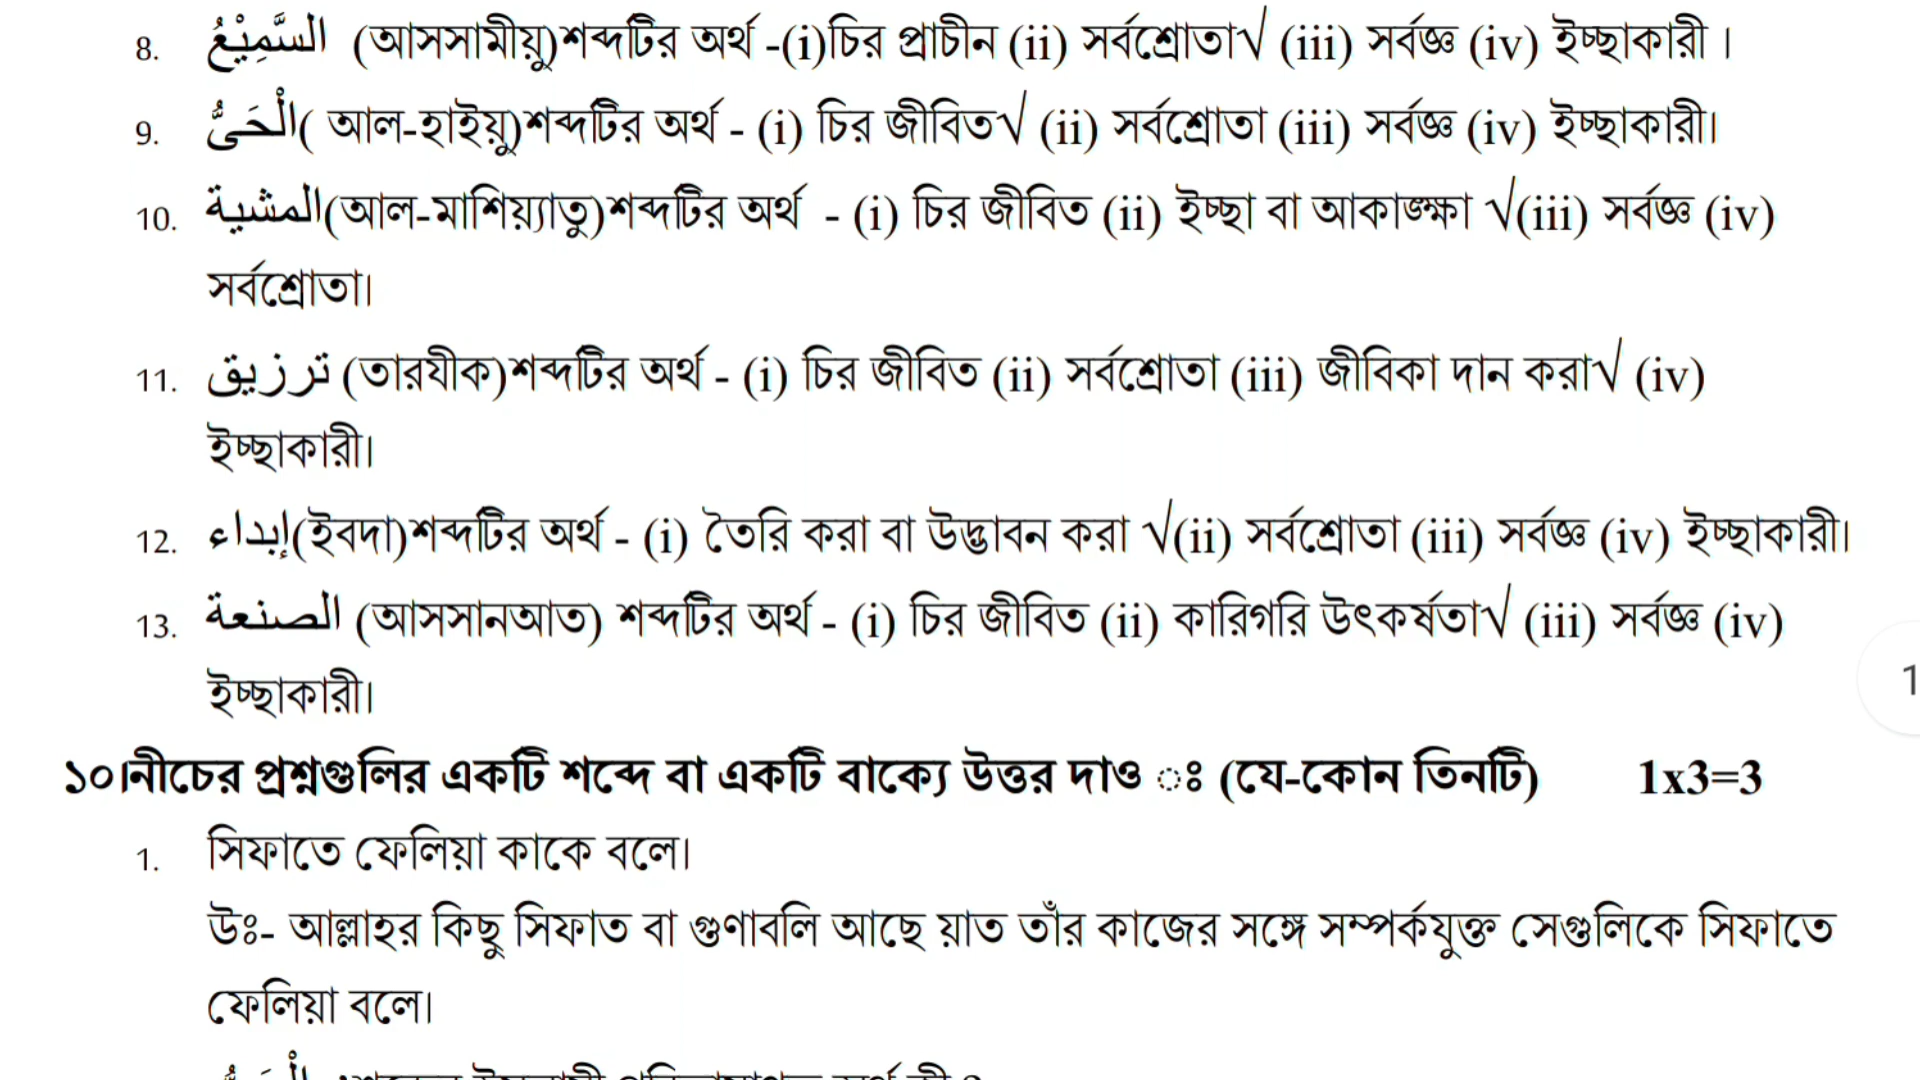 8. السَّمِيْعُ (আসসামীয়ু)শব্দটির অর্থ -(i)চির প্রাচীন (ii) সর্বশ্রোতা√ (iii) সর্বজ্ঞ (iv) ইচ্ছাকারী ।
9. الْحَىُّ( আল-হাইয়ু)শব্দটির অর্থ - (i) চির জীবিত√ (ii) সর্বশ্রোতা (iii) সর্বজ্ঞ (iv) ইচ্ছাকারী।
10. المشية(আল-মাশিয়্যাতু)শব্দটির অর্থ - (i) চির জীবিত (ii) ইচ্ছা বা আকাঙ্ক্ষা √(iii) সর্বজ্ঞ (iv)
সর্বশ্রোতা।
11. ترزيق (তারযীক)শব্দটির অর্থ - (i) চির জীবিত (ii) সর্বশ্রোতা (iii) জীবিকা দান করা√ (iv)
ইচ্ছাকারী।
12. إبداء(ইবদা)শব্দটির অর্থ - (i) তৈরি করা বা উদ্ভাবন করা √(ii) সর্বশ্রোতা (iii) সর্বজ্ঞ (iv) ইচ্ছাকারী।
13. الصنعة (আসসানআত) শব্দটির অর্থ - (i) চির জীবিত (ii) কারিগরি উৎকর্ষতা√ (iii) সর্বজ্ঞ (iv)
ইচ্ছাকারী।
1
১০।নীচের প্রশ্নগুলির একটি শব্দে বা একটি বাক্যে উত্তর দাও ঃ (যে-কোন তিনটি) 1x3=3
1. সিফাতে ফেলিয়া কাকে বলে।
উঃ- আল্লাহর কিছু সিফাত বা গুণাবলি আছে য়াত তাঁর কাজের সঙ্গে সম্পর্কযুক্ত সেগুলিকে সিফাতে
ফেলিয়া বলে।